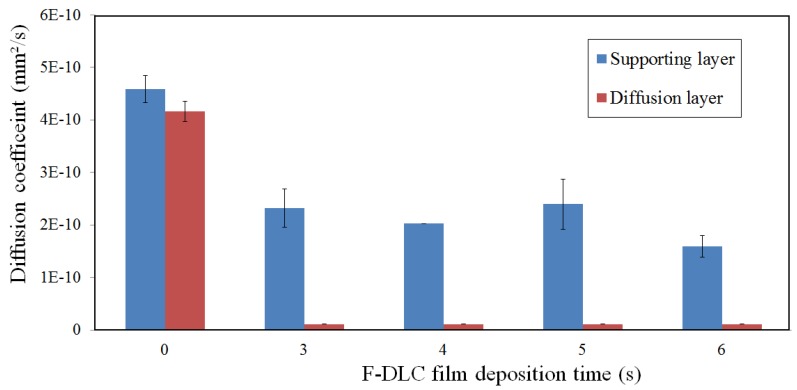 6E-10
5E-10
4E-10
3E-10
2E-10
1E-10
0
Diffusion coefficeint (mm²/s)
Supporting layer
Diffusion layer
0 3 4 5 6
F-DLC film deposition time (s)